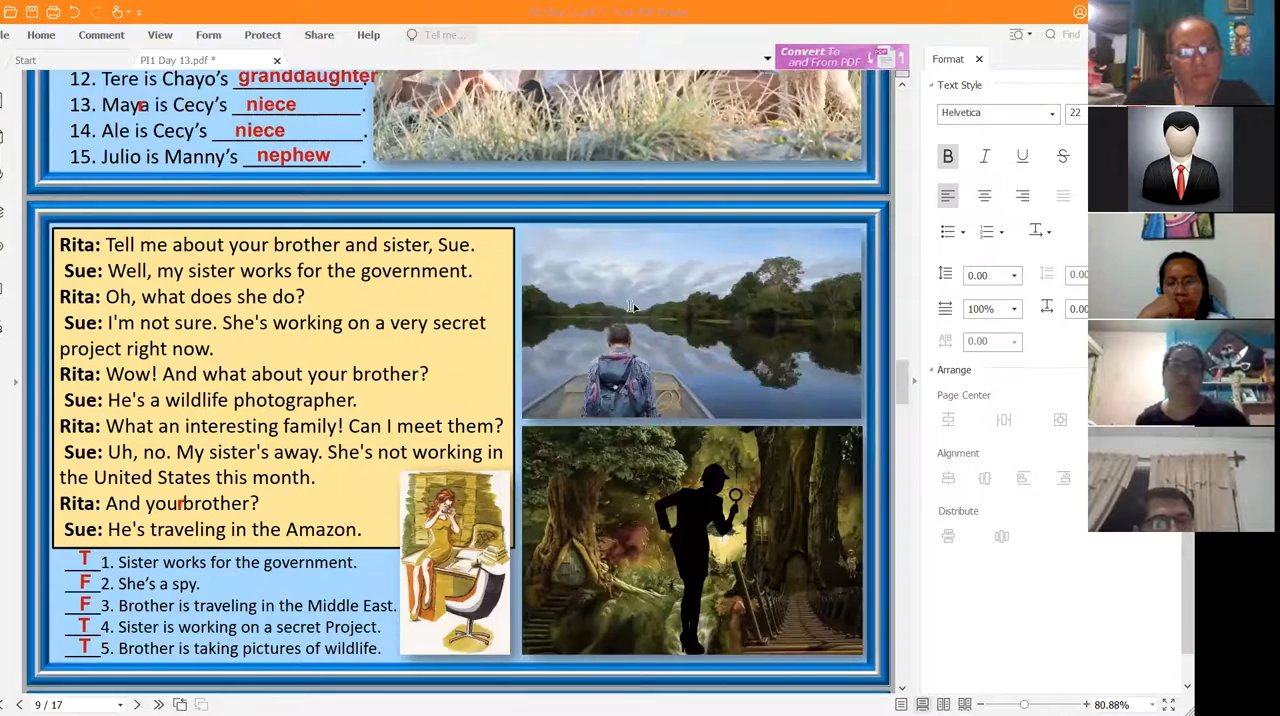 Home Comment View Form Protect Share Help Tell me...
Find
Start PI1 Day 13.pdf *
Convert To
and From PDF
Format
Text Style
Helvetica 22
0.00 0.00
100% 0.00
0.00
Arrange
Page Center
Alignment
Distribute
12. Tere is Chayo's granddaughter
13. Maya is Cecy's niece.
14. Ale is Cecy's niece.
15. Julio is Manny's nephew.
Rita: Tell me about your brother and sister, Sue.
Sue: Well, my sister works for the government.
Rita: Oh, what does she do?
Sue: I'm not sure. She's working on a very secret
project right now.
Rita: Wow! And what about your brother?
Sue: He's a wildlife photographer.
Rita: What an interesting family! Can I meet them?
Sue: Uh, no. My sister's away. She's not working in
the United States this month.
Rita: And your brother?
Sue: He's traveling in the Amazon.
T 1. Sister works for the government.
F 2. She's a spy.
F 3. Brother is traveling in the Middle East.
T 4. Sister is working on a secret Project.
T 5. Brother is taking pictures of wildlife.
9 / 17
80.88%